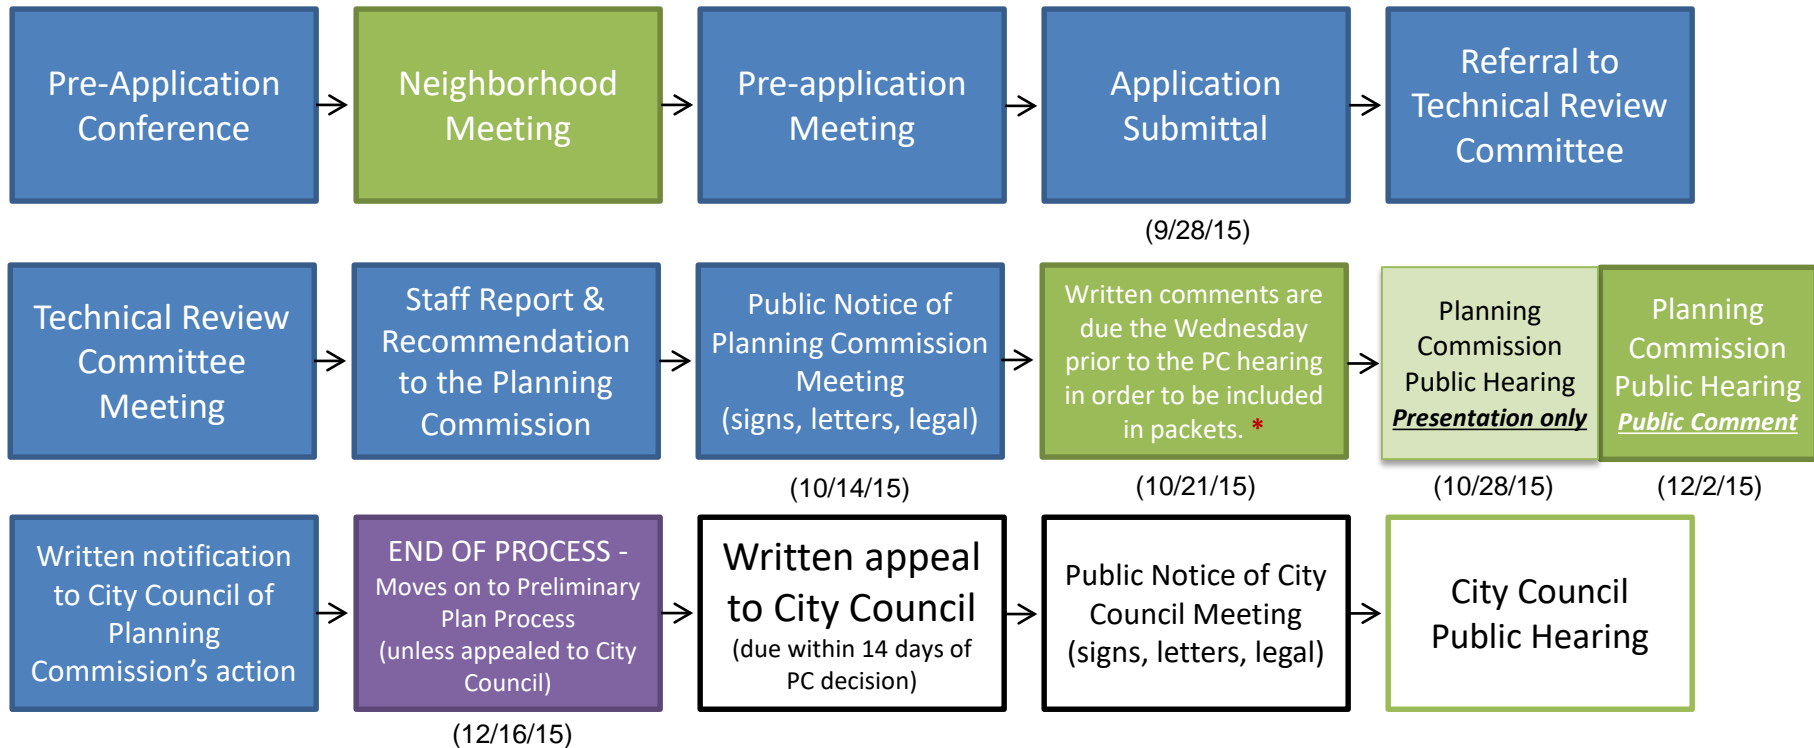 Pre-Application
Conference
Neighborhood
Meeting
Pre-application
Meeting
Application
Submittal
Referral to
Technical Review
Committee
(9/28/15)
Technical Review
Committee
Meeting
Staff Report &
Recommendation
to the Planning
Commission
Public Notice of
Planning Commission
Meeting
(signs, letters, legal)
Written comments are
due the Wednesday
prior to the PC hearing
in order to be included
in packets. *
Planning
Commission
Public Hearing
Presentation only
Planning
Commission
Public Hearing
Public Comment
(10/14/15)
(10/21/15)
(10/28/15)
(12/2/15)
Written notification
to City Council of
Planning
Commission’s action
END OF PROCESS -
Moves on to Preliminary
Plan Process
(unless appealed to City
Council)
Written appeal
to City Council
(due within 14 days of
PC decision)
Public Notice of City
Council Meeting
(signs, letters, legal)
City Council
Public Hearing
(12/16/15)